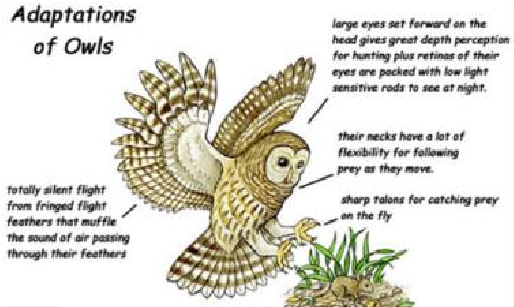 Adaptations
of Owls
large eyes set forward on the
head gives great depth perception
for hunting plus retinas of their
eyes are packed with low light
sensitive rods to see at night.
their necks have a lot of
flexibility for following
prey as they move.
sharp talons for catching prey
on the fly
totally silent flight
from fringed flight
feathers that muffle
the sound of air passing
through their feathers